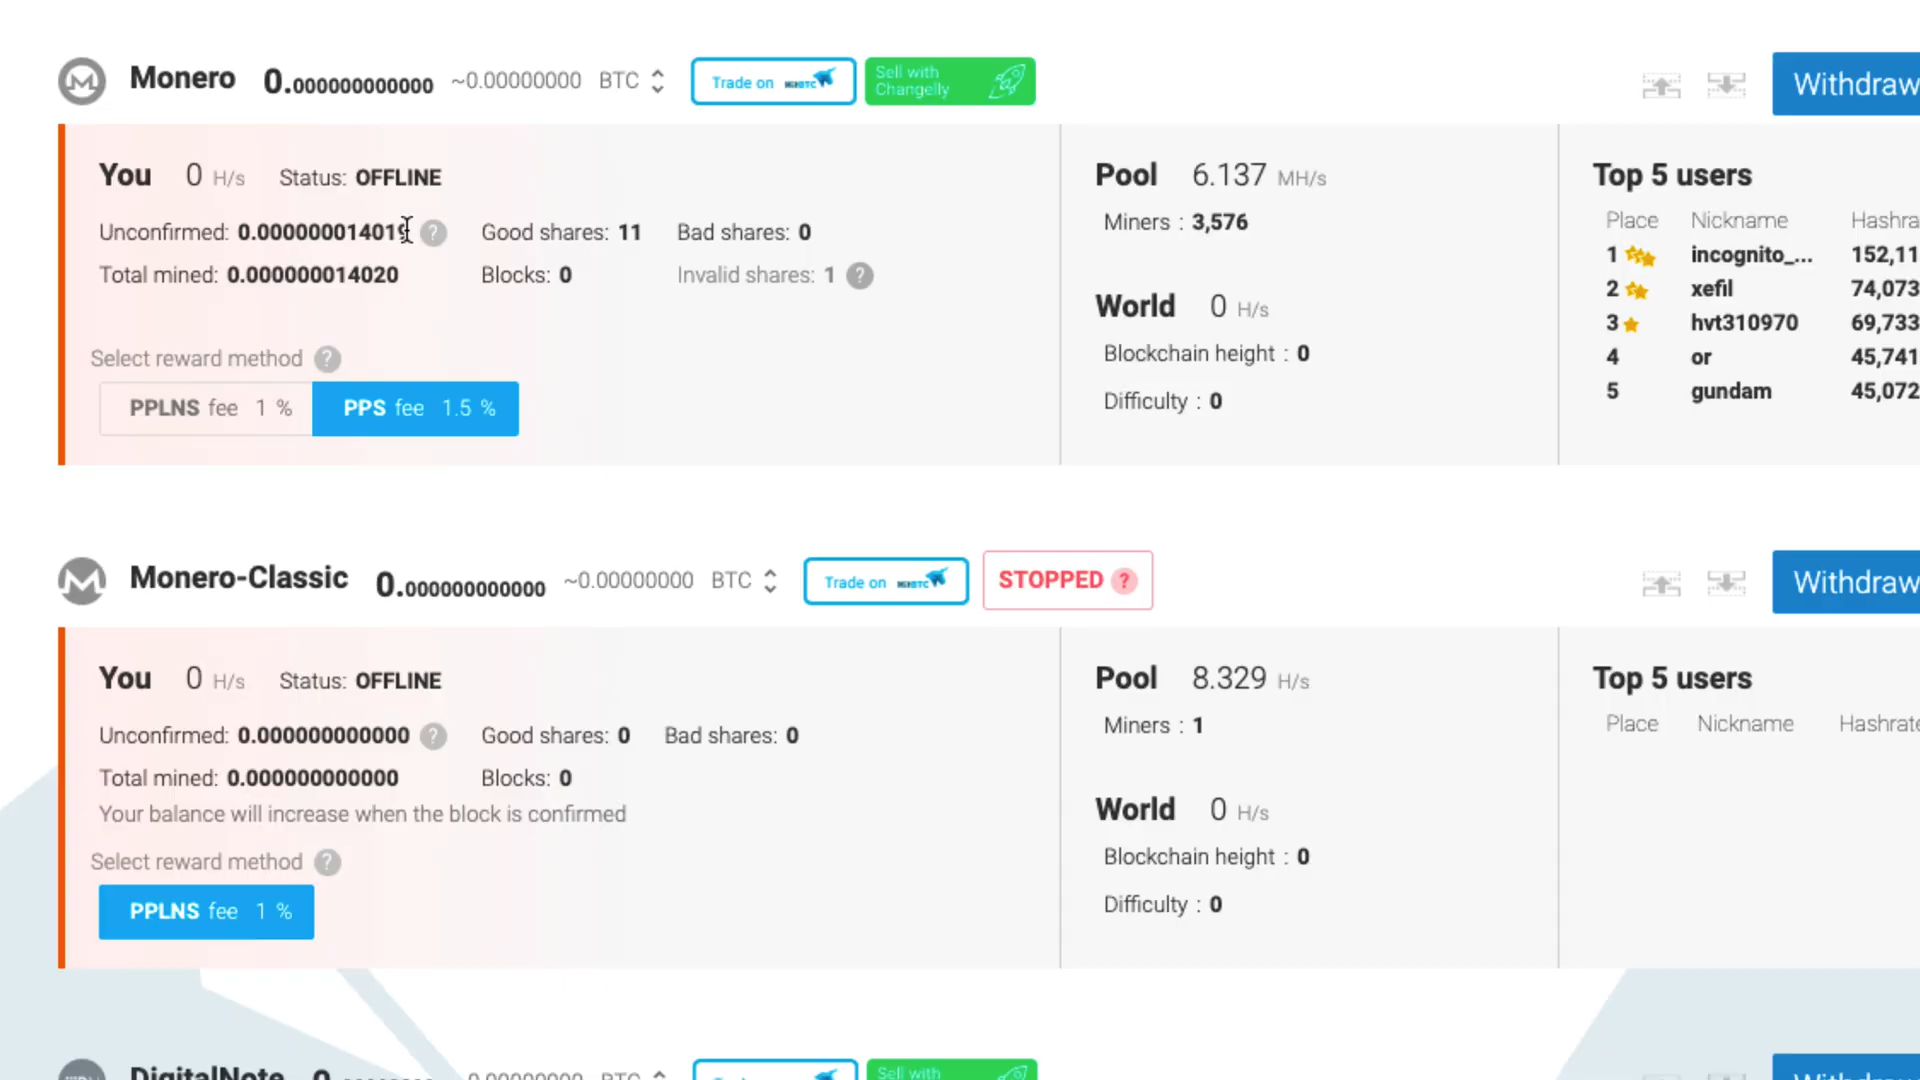 Monero 0.000000000000 ~0.00000000 BTC Trade on Sell with Changelly Withdraw
You 0 H/s Status: OFFLINE
Unconfirmed: 0.000000014019 ? Good shares: 11 Bad shares: 0
Total mined: 0.000000014020 Blocks: 0 Invalid shares: 1 ?
Select reward method ?
PPLNS fee 1 % PPS fee 1.5 %
Pool 6.137 MH/s
Miners : 3,576
World 0 H/s
Blockchain height : 0
Difficulty : 0
Top 5 users
Place Nickname Hashra
1 incognito_... 152,11
2 xefil 74,073
3 hvt310970 69,733
4 or 45,741
5 gundam 45,072
Monero-Classic 0.000000000000 ~0.00000000 BTC Trade on STOPPED ? Withdraw
You 0 H/s Status: OFFLINE
Unconfirmed: 0.000000000000 ? Good shares: 0 Bad shares: 0
Total mined: 0.000000000000 Blocks: 0
Your balance will increase when the block is confirmed
Select reward method ?
PPLNS fee 1 %
Pool 8.329 H/s
Miners : 1
World 0 H/s
Blockchain height : 0
Difficulty : 0
Top 5 users
Place Nickname Hashrate
DigitalNote BTC Sell with